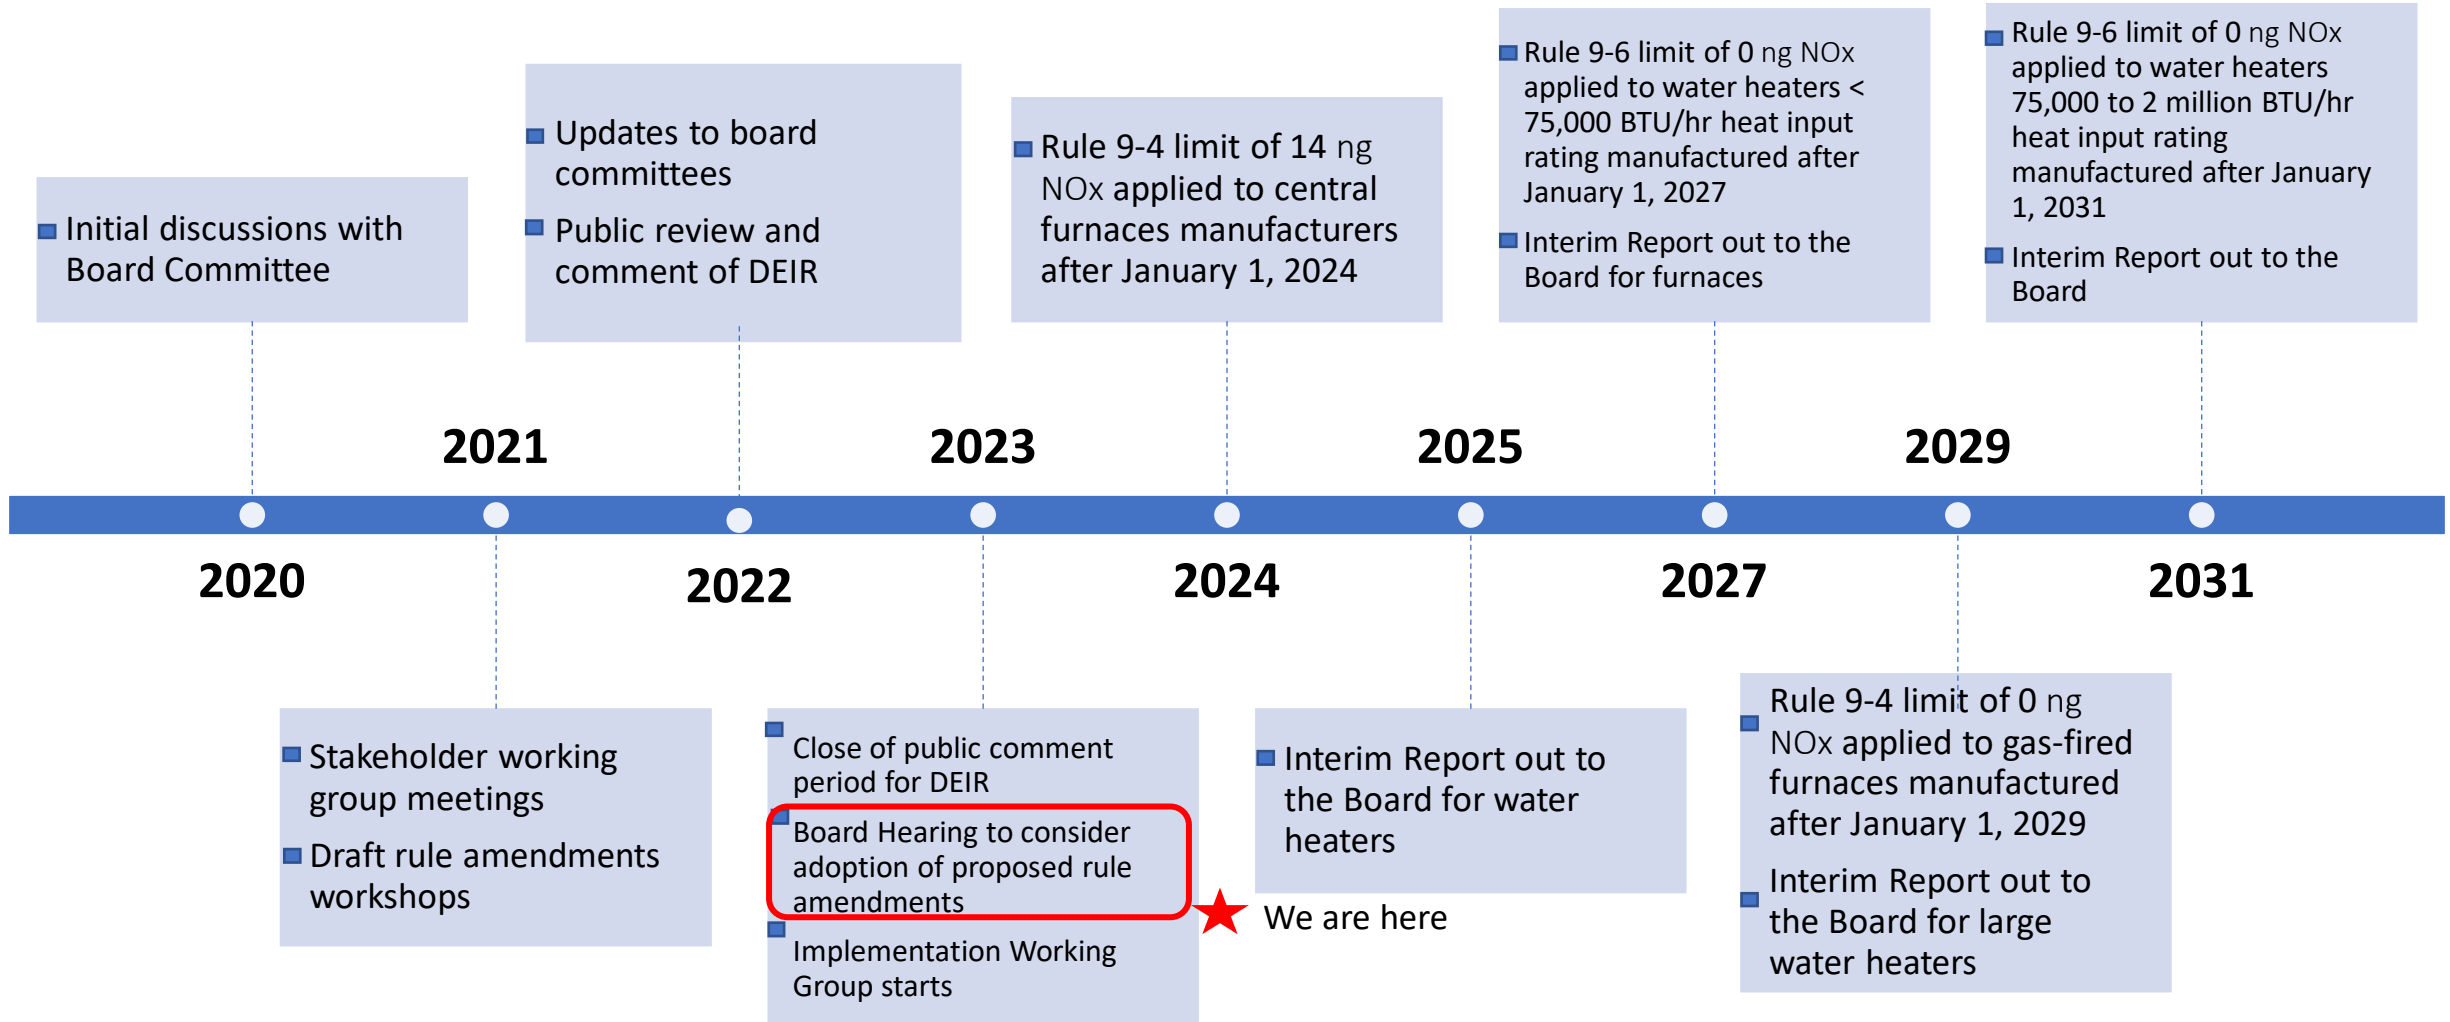 Initial discussions with
Board Committee
Updates to board
committees
Public review and
comment of DEIR
Rule 9-4 limit of 14 ng
NOx applied to central
furnaces manufacturers
after January 1, 2024
Rule 9-6 limit of 0 ng NOx
applied to water heaters <
75,000 BTU/hr heat input
rating manufactured after
January 1, 2027
Interim Report out to the
Board for furnaces
Rule 9-6 limit of 0 ng NOx
applied to water heaters
75,000 to 2 million BTU/hr
heat input rating
manufactured after January
1, 2031
Interim Report out to the
Board
2021
2023
2025
2029
2020
2022
2024
2027
2031
Stakeholder working
group meetings
Draft rule amendments
workshops
Close of public comment
period for DEIR
Board Hearing to consider
adoption of proposed rule
amendments
Implementation Working
Group starts
We are here
Interim Report out to
the Board for water
heaters
Rule 9-4 limit of 0 ng
NOx applied to gas-fired
furnaces manufactured
after January 1, 2029
Interim Report out to
the Board for large
water heaters